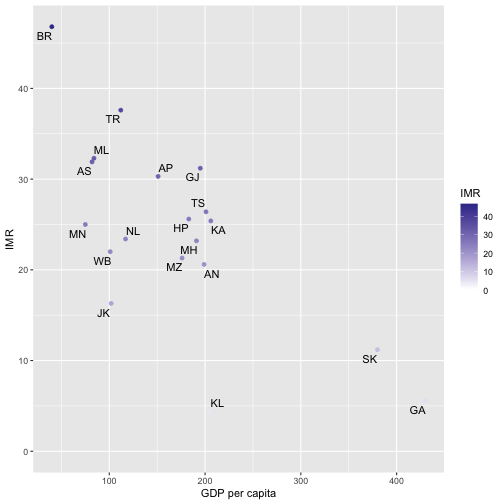 BR
40
TR
ML
AS
30
AP
GJ
TS
HP
KA
MN
NL
WB
MH
MZ
AN
20
JK
SK
10
KL
GA
0
IMR
100
200
300
400
GDP per capita
IMR
40
30
20
10
0